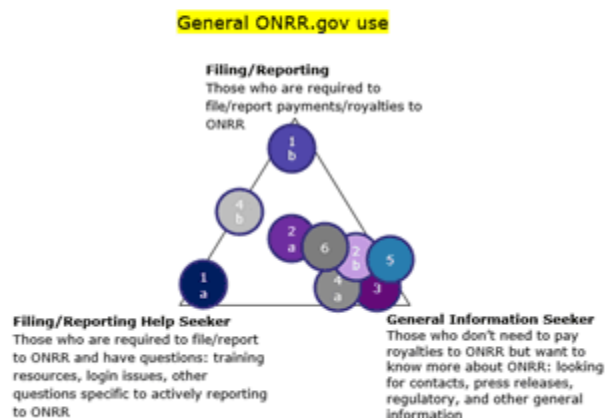 General ONRR.gov use
Filing/Reporting
Those who are required to
file/report payments/royalties to
ONRR
1
b
4
b
2
a
6
2
b
5
1
a
4
a
3
Filing/Reporting Help Seeker
Those who are required to file/report
to ONRR and have questions: training
resources, login issues, other
questions specific to actively reporting
to ONRR
General Information Seeker
Those who don't need to pay
royalties to ONRR but want to
know more about ONRR: looking
for contacts, press releases,
regulatory, and other general
information